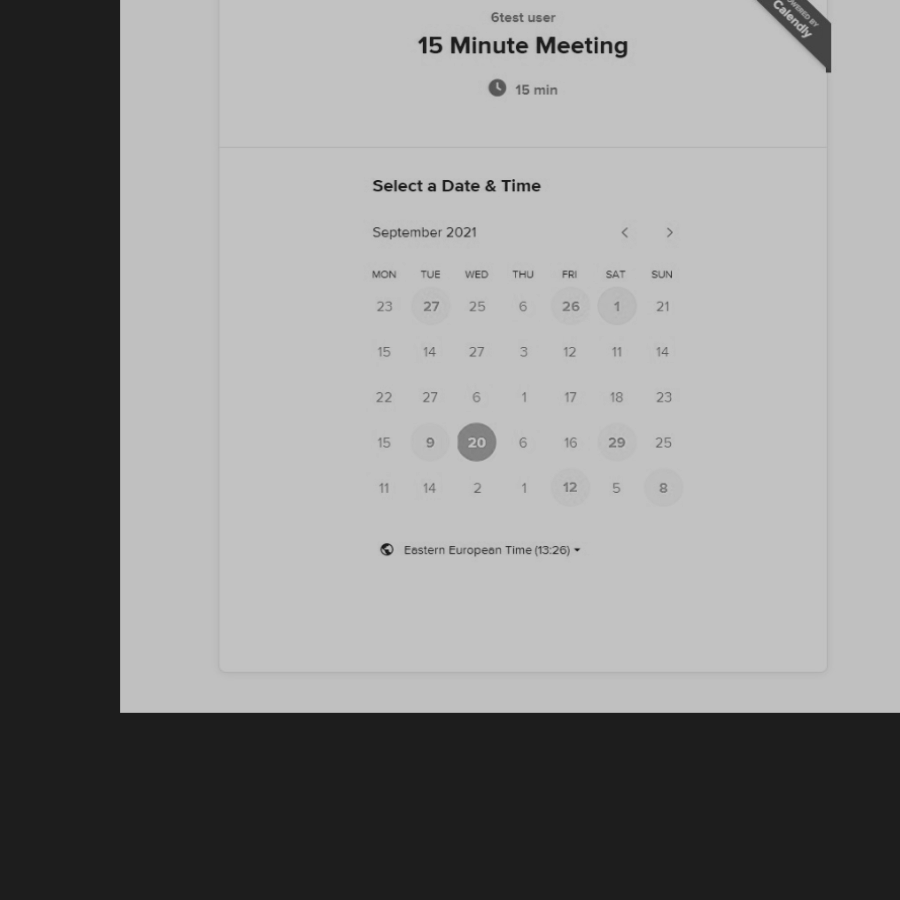 6test user
POWERED BY
Calendly
15 Minute Meeting
15 min
Select a Date & Time
September 2021
MON TUE WED THU FRI SAT SUN
23 27 25 6 26 1 21
15 14 27 3 12 11 14
22 27 6 1 17 18 23
15 9 20 6 16 29 25
11 14 2 1 12 5 8
Eastern European Time (13:26)